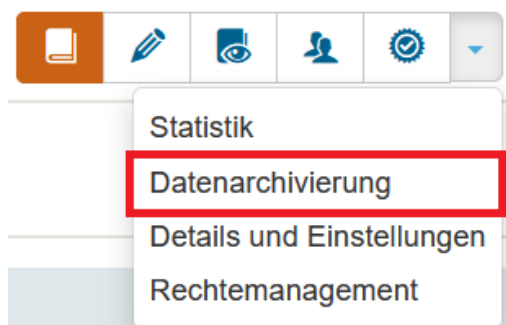 Statistik
Datenarchivierung
Details und Einstellungen
Rechtemanagement